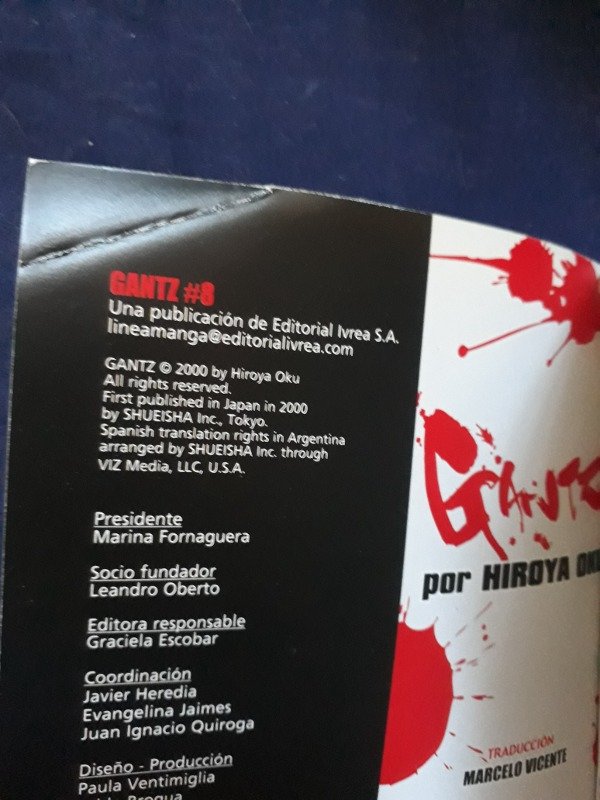 GANTZ #8
Una publicación de Editorial Ivrea S.A.
lineamanga@editorialivrea.com
GANTZ © 2000 by Hiroya Oku
All rights reserved.
First published in Japan in 2000
by SHUEISHA Inc., Tokyo.
Spanish translation rights in Argentina
arranged by SHUEISHA Inc. through
VIZ Media, LLC, U.S.A.
Presidente
Marina Fornaguera
Socio fundador
Leandro Oberto
Editora responsable
Graciela Escobar
Coordinación
Javier Heredia
Evangelina Jaimes
Juan Ignacio Quiroga
Diseño - Producción
Paula Ventimiglia
GANTZ
por HIROYA OKU
TRADUCCIÓN
MARCELO VICENTE